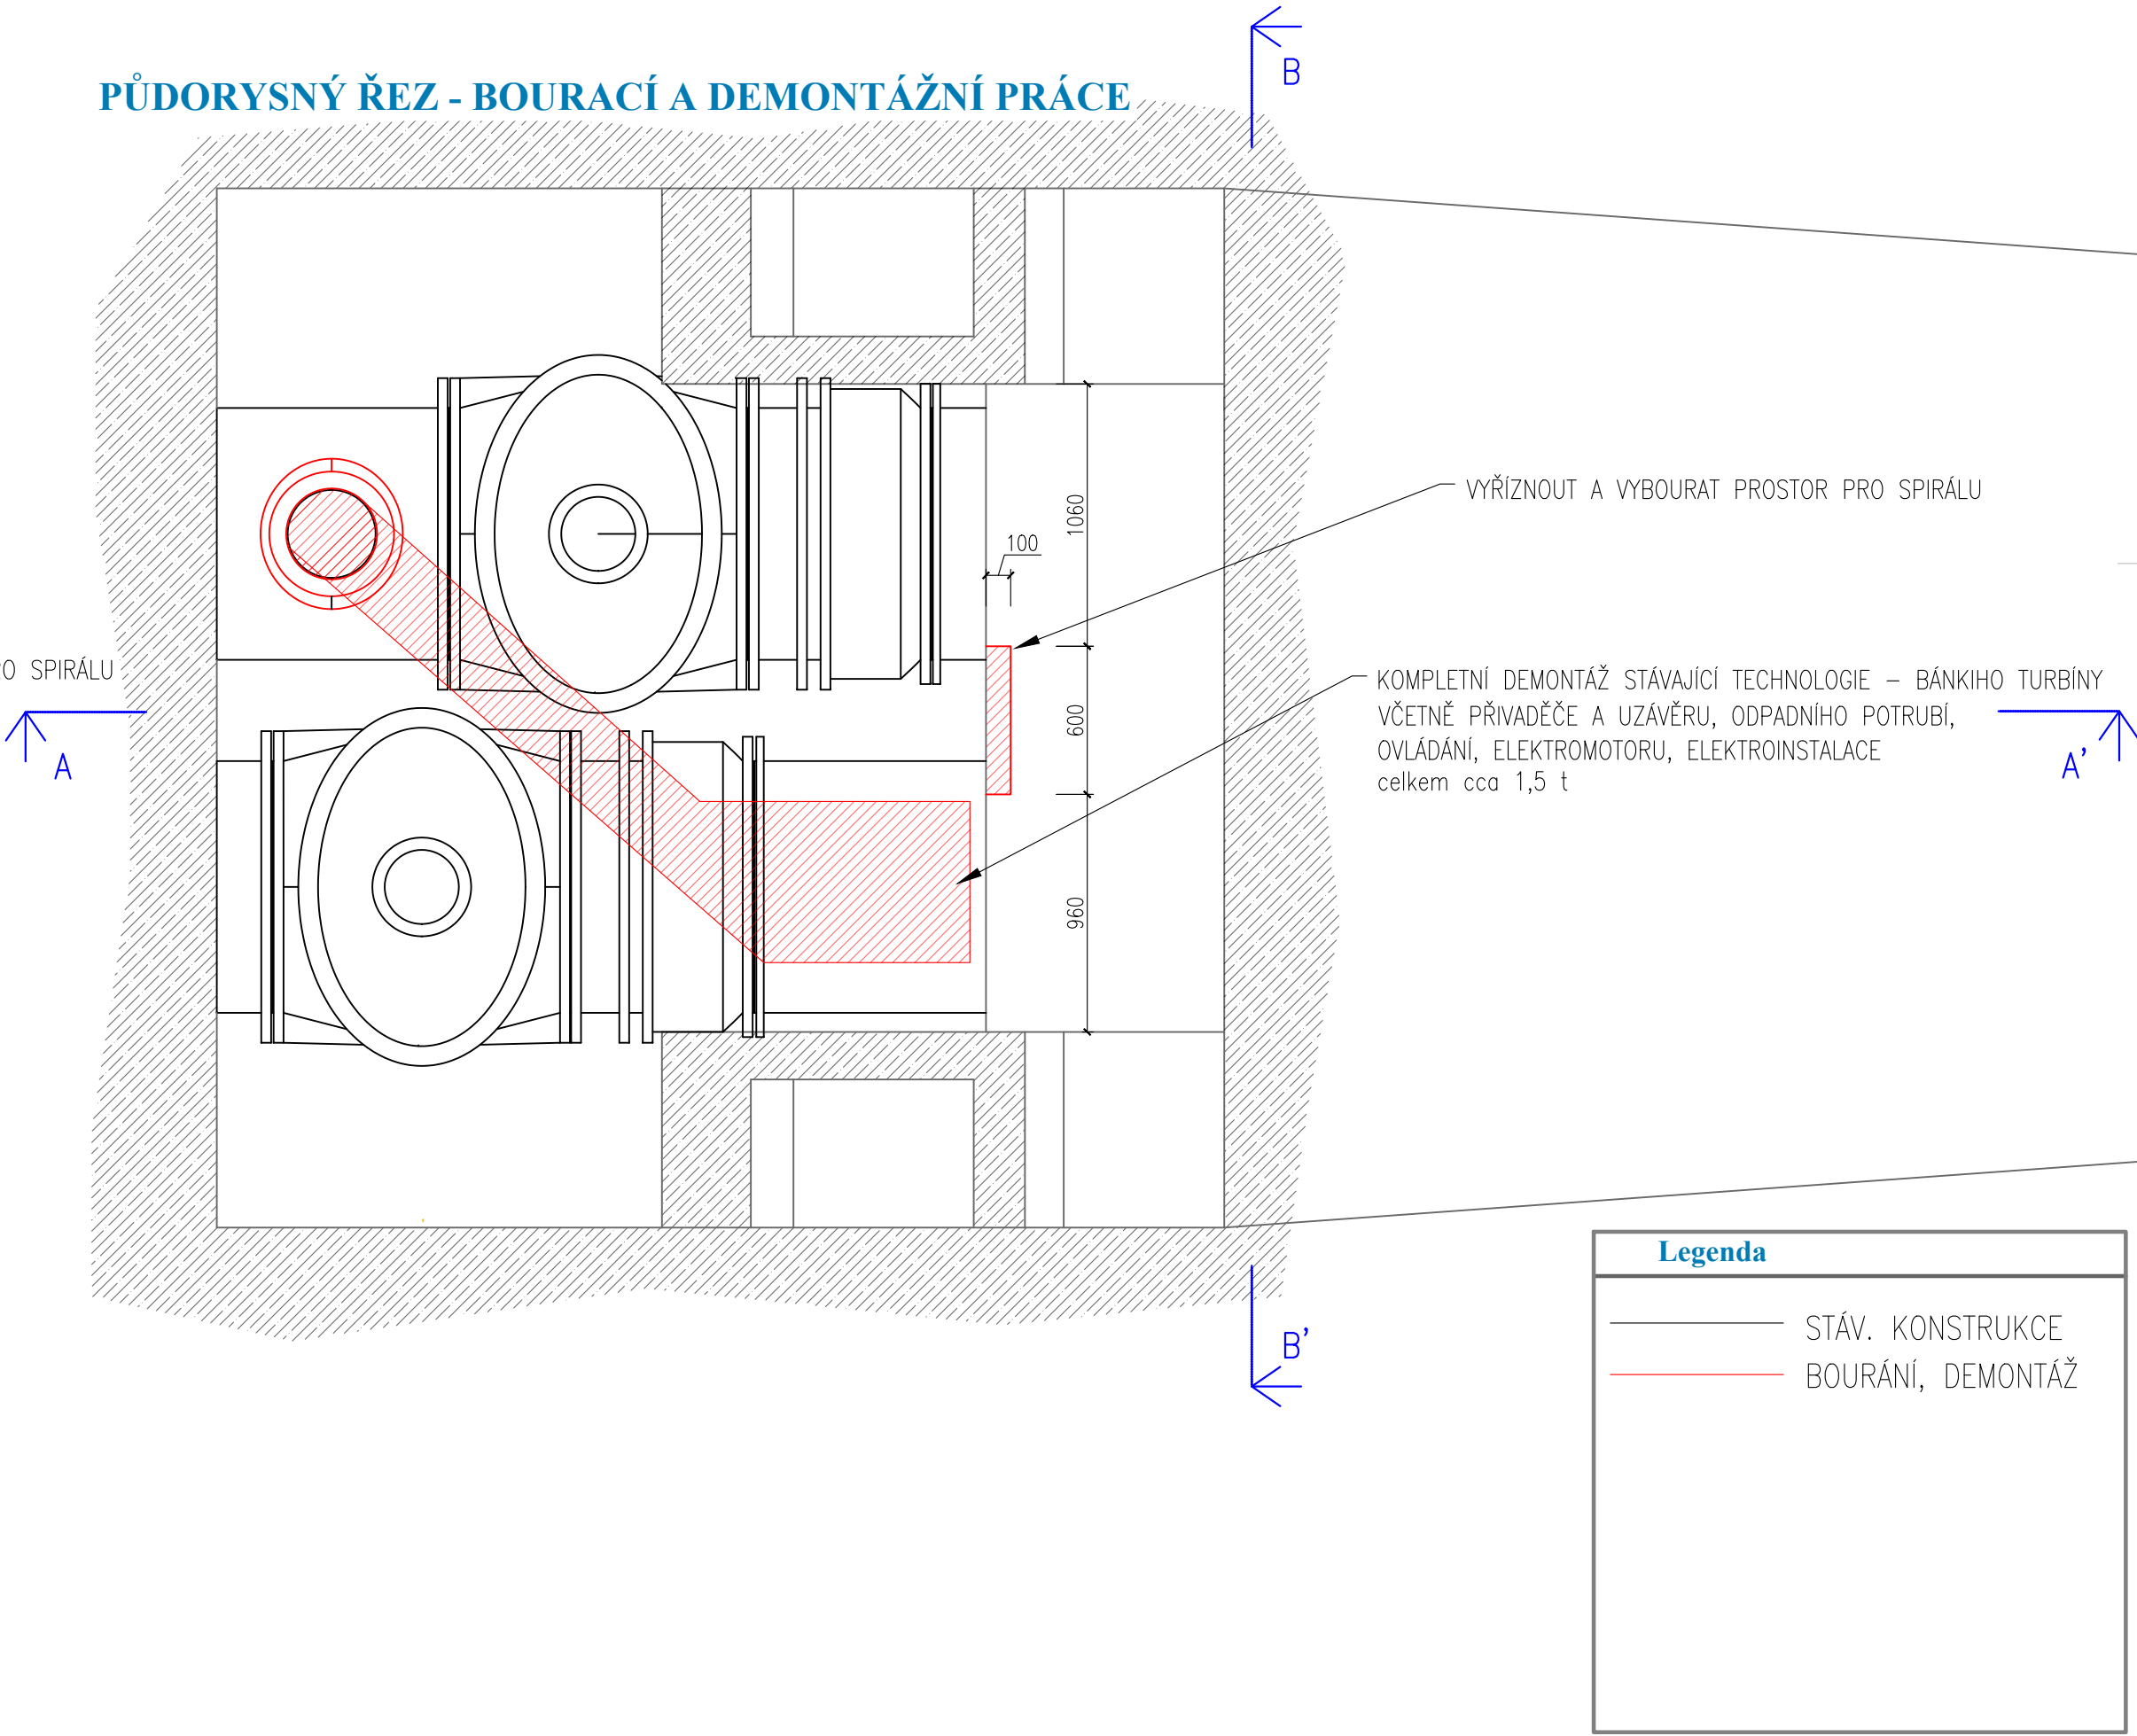 PŮDORYSNÝ ŘEZ - BOURACÍ A DEMONTÁŽNÍ PRÁCE
B
VYŘÍZNOUT A VYBOURAT PROSTOR PRO SPIRÁLU
1060
100
SPIRÁLU
KOMPLETNÍ DEMONTÁŽ STÁVAJÍCÍ TECHNOLOGIE – BÁNKIHO TURBÍNY
VČETNĚ PŘIVADĚČE A UZÁVĚRU, ODPADNÍHO POTRUBÍ,
OVLÁDÁNÍ, ELEKTROMOTORU, ELEKTROINSTALACE
celkem cca 1,5 t
600
A
A'
960
B'
Legenda
STÁV. KONSTRUKCE
BOURÁNÍ, DEMONTÁŽ